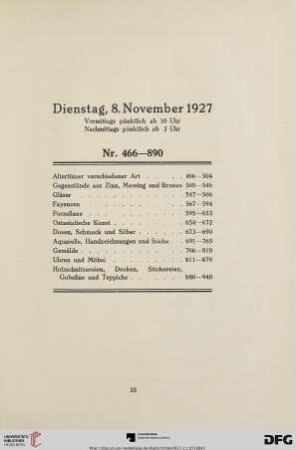 Dienstag, 8. November 1927
Vormittags pünktlich ab 10 Uhr
Nachmittags pünktlich ab 3 Uhr
Nr. 466—890
Altertümer verschiedener Art . . . . . . 466—504
Gegenstände aus Zinn, Messing und Bronze 505—546
Gläser . . . . . . 547—566
Fayencen . . . . . . 567—594
Porzellane . . . . . . 595—653
Ostasiatische Kunst . . . . . . 654—672
Dosen, Schmuck und Silber . . . . . . 673—690
Aquarelle, Handzeichnungen und Stiche . . 691—765
Gemälde . . . . . . 766—810
Uhren und Möbel . . . . . . 811—879
Holzschnitzereien, Decken, Stickereien,
Gobelins und Teppiche . . . . . . 880—940
UNIVERSITÄTS-
BIBLIOTHEK
HEIDELBERG
DFG